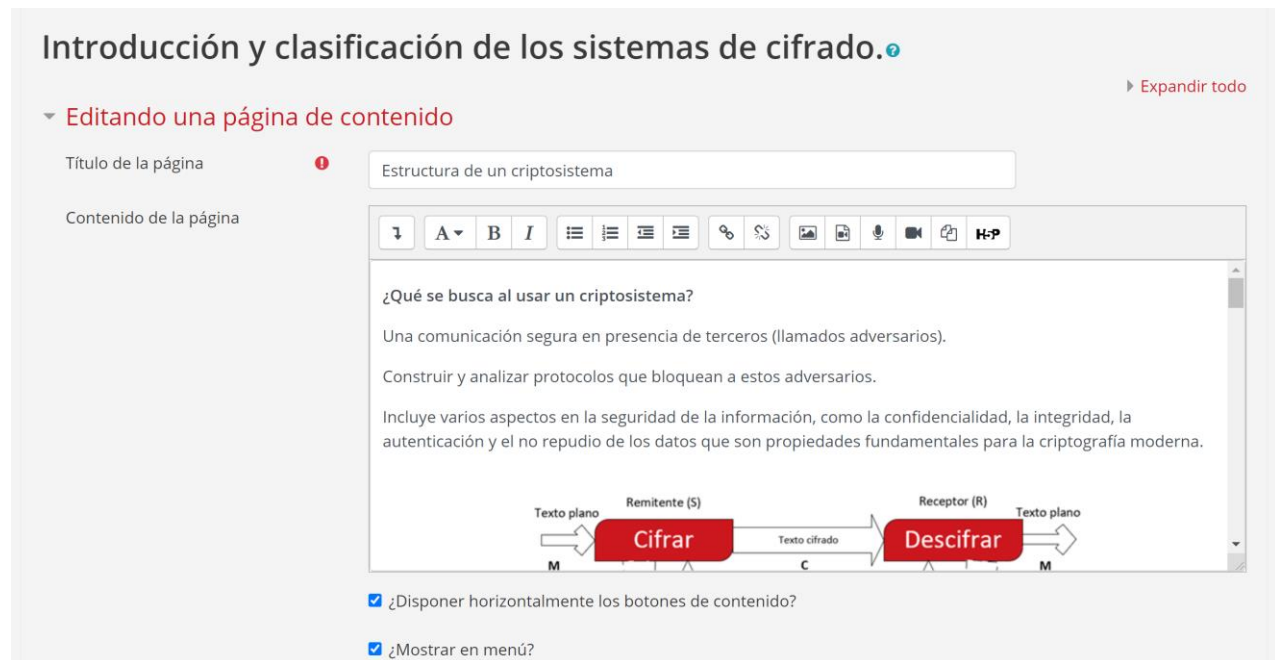 Introducción y clasificación de los sistemas de cifrado.
Expandir todo
Editando una página de contenido
Título de la página
Estructura de un criptosistema
Contenido de la página
A B I H-P
¿Qué se busca al usar un criptosistema?
Una comunicación segura en presencia de terceros (llamados adversarios).
Construir y analizar protocolos que bloquean a estos adversarios.
Incluye varios aspectos en la seguridad de la información, como la confidencialidad, la integridad, la
autenticación y el no repudio de los datos que son propiedades fundamentales para la criptografía moderna.
Remitente (S)
Receptor (R)
Texto plano
Texto plano
Cifrar
Texto cifrado
Descifrar
M
C
M
¿Disponer horizontalmente los botones de contenido?
¿Mostrar en menú?